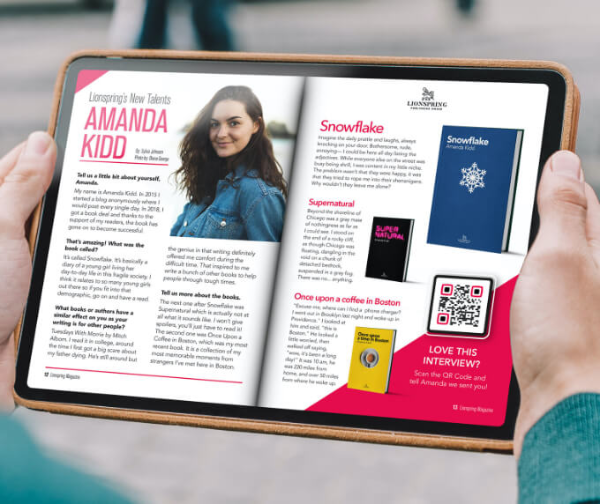 Lionspring's New Talents
AMANDA
KIDD
By: Sylvia Johnson
Tell us a little bit about yourself,
Amanda.
My name is Amanda Kidd. In 2015 I
started a blog anonymously where I
would post every single day. In 2018, I
got a book deal and thanks to the
support of my readers, the book has
gone on to become successful
That's amazing! What was the
book called?
It's called Snowflake. It's basically a
diary of a young girl living her
day-to-day life in this fragile society. I
think it relates to so many young girls
out there so if you fit into that
demographic, go on and have a read.
What books or authors have a
similar effect on you as your
writing is for other people?
Tuesdays With Morrie by Mitch
Albom. I read it in college, around
the time I first got a big scare about
my father dying. He's still around but
the genius in that writing definitely
offered me comfort during the
difficult time. That inspired me to
write a bunch of other books to help
people through tough times.
Tell us more about the books.
The next one after Snowflake was
Supernatural which is actually not at
all what it sounds like. I won't give
spoilers, you'll just have to read it!
The second one was Once Upon a
Coffee in Boston, which was my most
recent book. It is a collection of my
most memorable moments from
strangers I've met here in Boston.
12 Lionspring Magazine
LIONSPRING
PUBLISHING HOUSE
Snowflake
Imagine the daily prattle and laughs, always
knocking on your door. Bothersome, rude,
annoying— I could be here all day listing the
adjectives. While everyone else on the street was
busy being shrill, I was content in my little niche.
The problem wasn't that they were happy, it was
that they tried to rope me into their shenanigans.
Why wouldn't they leave me alone?
Snowflake
Amanda Kidd
Supernatural
Beyond the shoreline of
Chicago was a gray mass
of nothingness as far as
I could see. I stood on
the end of a rocky cliff,
as though Chicago was
floating, dangling in the
void on a chunk of
detached bedrock,
suspended in a gray fog.
There was... anything.
SUPER
NATURAL
Once upon a coffee in Boston
"Excuse me, where can I find a phone charger?"
I went out in Brooklyn last night and woke up in
Providence. " I looked at
him and said, "this is
Boston." He looked a
little worried, then
walked off saying,
"wow, it's been a long
day!" It was 10 am, he
was 220 miles from
home, and over 50 miles
from where he woke up.
Once upon
LOVE THIS
INTERVIEW?
Scan the QR Code and
tell Amanda we sent you!
13 Lionspring Magazine